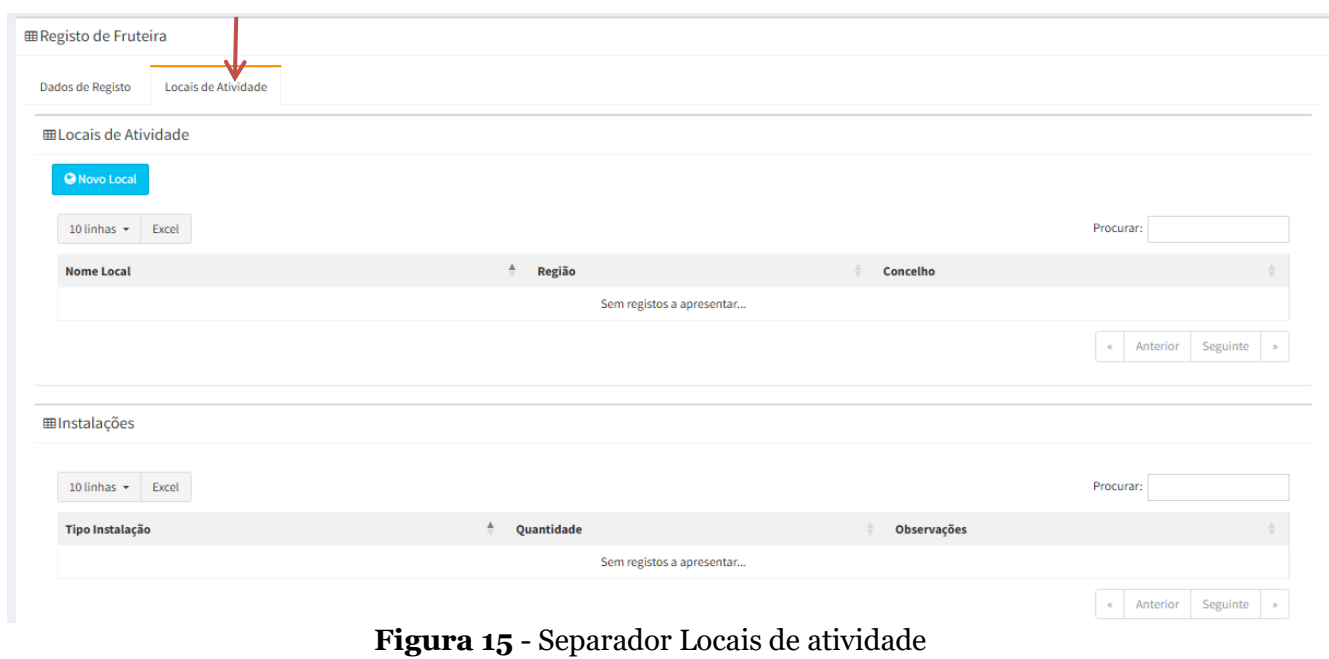 Registo de Fruteira
Dados de Registo Locais de Atividade
Locais de Atividade
Novo Local
10 linhas Excel Procurar:
Nome Local Região Concelho
Sem registos a apresentar...
« Anterior Seguinte »
Instalações
10 linhas Excel Procurar:
Tipo Instalação Quantidade Observações
Sem registos a apresentar...
« Anterior Seguinte »
Figura 15 - Separador Locais de atividade